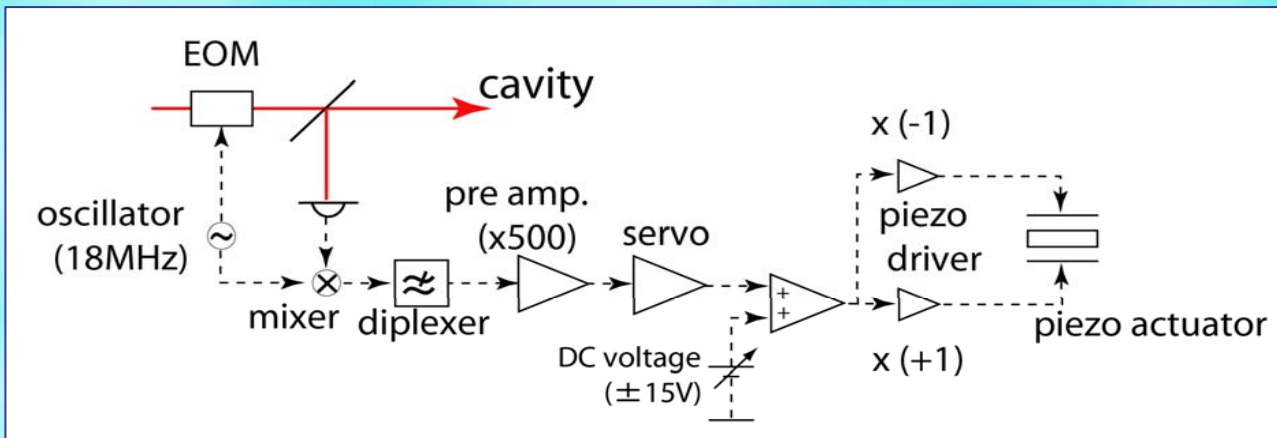 EOM
cavity
oscillator
(18MHz)
mixer
diplexer
pre amp.
(x500)
servo
DC voltage
(±15V)
+
+
x (-1)
piezo
driver
x (+1)
piezo actuator